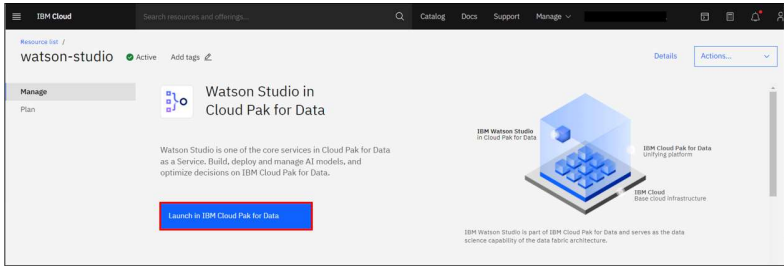 IBM Cloud
Search resources and offerings...
Catalog
Docs
Support
Manage
Resource list /
watson-studio
Active
Add tags
Details
Actions...
Manage
Plan
Watson Studio in
Cloud Pak for Data
Watson Studio is one of the core services in Cloud Pak for Data
as a Service. Build, deploy and manage AI models, and
optimize decisions on IBM Cloud Pak for Data.
Launch in IBM Cloud Pak for Data
IBM Watson Studio
in Cloud Pak for Data
IBM Cloud Pak for Data
Unifying platform
IBM Cloud
Base cloud infrastructure
IBM Watson Studio is part of IBM Cloud Pak for Data and serves as the data
science capability of the data fabric architecture.